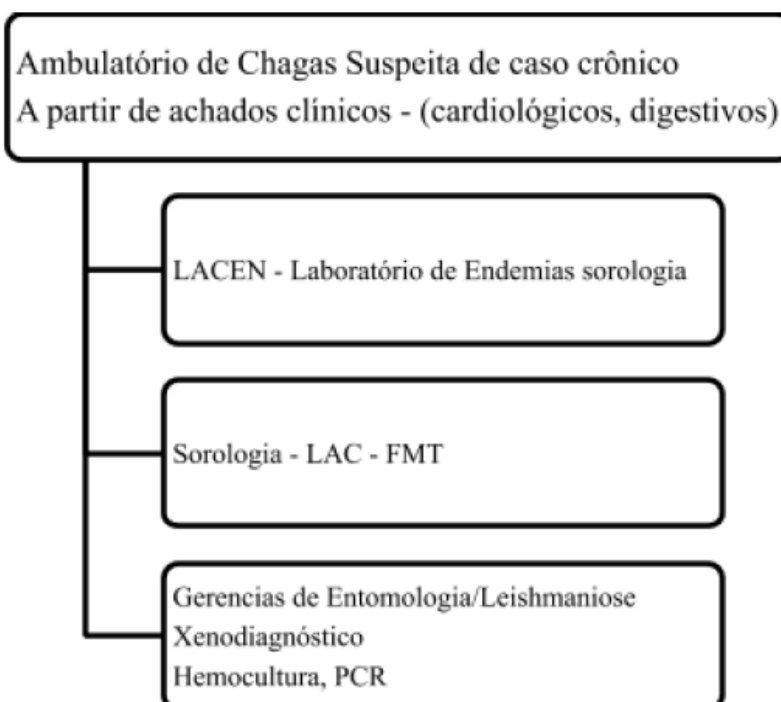 Ambulatório de Chagas Suspeita de caso crônico
A partir de achados clínicos - (cardiológicos, digestivos)
LACEN - Laboratório de Endemias sorologia
Sorologia - LAC - FMT
Gerencias de Entomologia/Leishmaniose
Xenodiagnóstico
Hemocultura, PCR